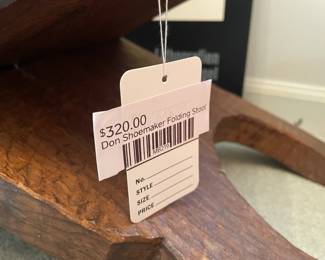 $320.00
Don Shoemaker Folding Stool
No.
STYLE
SIZE
PRICE